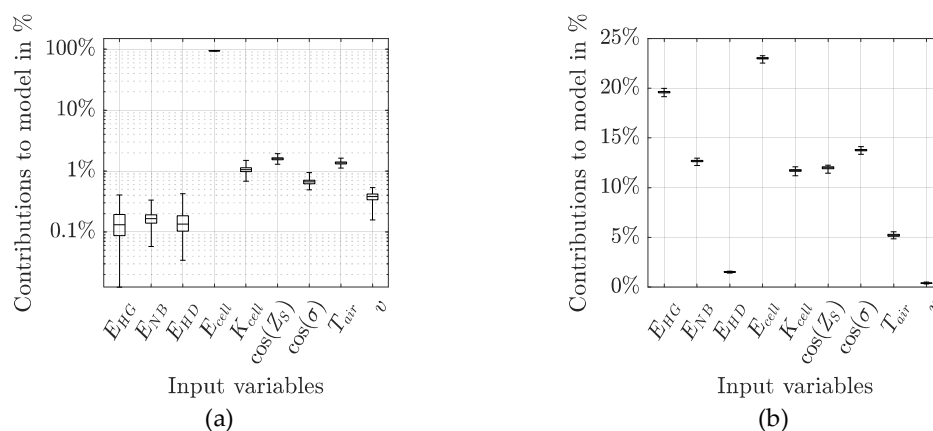 Contributions to model in %
100%
10%
1%
0.1%
E_HG E_NB E_HD E_cell K_cell cos(Z_S) cos(σ) T_air v
Input variables
(a)
Contributions to model in %
25%
20%
15%
10%
5%
0%
E_HG E_NB E_HD E_cell K_cell cos(Z_S) cos(σ) T_air
Input variables
(b)